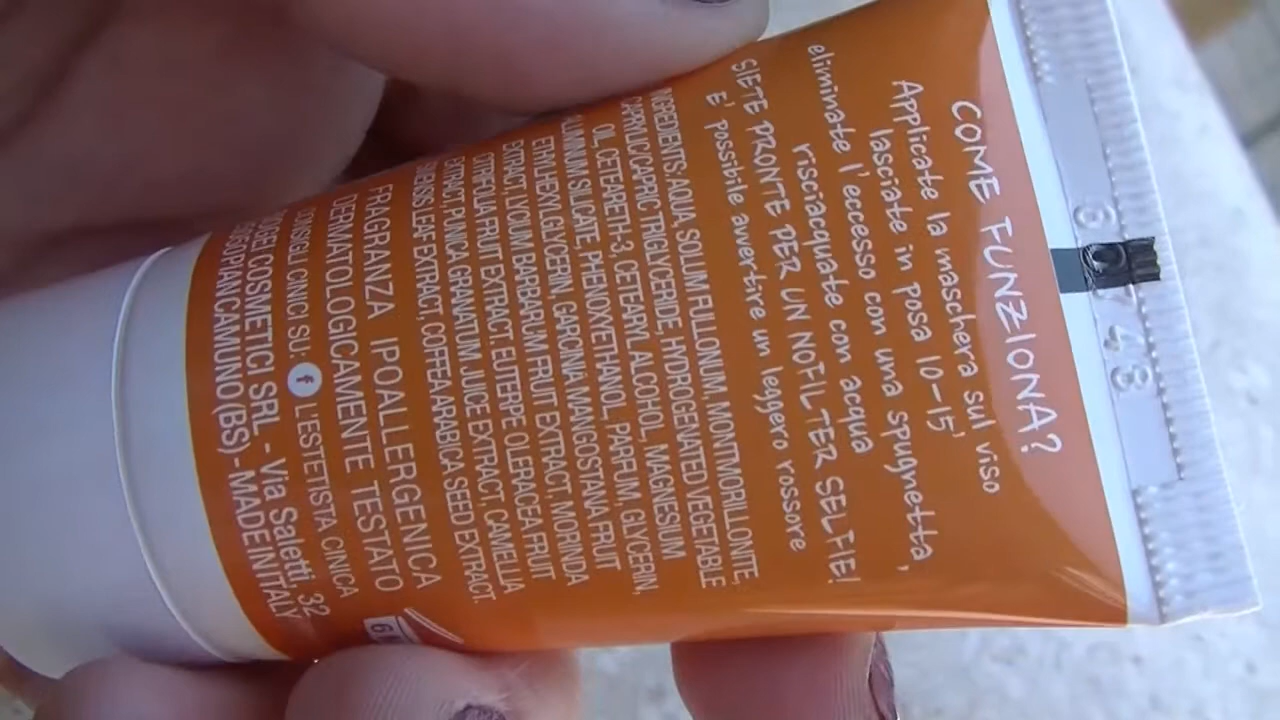 COME FUNZIONA?
Applicate la maschera sul viso
lasciate in posa 10-15'
eliminate l'eccesso con una spugnetta,
risciacquate con acqua
SIETE PRONTE PER UN NOFILTER SELFIE!
E' possibile avvertire un leggero rossore
INGREDIENTS: AQUA, SOLUM FULLONUM, MONTMORILLONITE,
CAPRYLIC/CAPRIC TRIGLYCERIDE, HYDROGENATED VEGETABLE
OIL, CETEARETH-3, CETEARYL ALCOHOL, MAGNESIUM
ALUMINUM SILICATE, PHENOXYETHANOL, PARFUM, GLYCERIN,
ETHYLHEXYLGLYCERIN, GARCINIA MANGOSTANA FRUIT
EXTRACT, LYCIUM BARBARUM FRUIT EXTRACT, MORINDA
CITRIFOLIA FRUIT EXTRACT, EUTERPE OLERACEA FRUIT
EXTRACT, PUNICA GRANATUM JUICE EXTRACT, CAMELLIA
SINENSIS LEAF EXTRACT, COFFEA ARABICA SEED EXTRACT.
FRAGRANZA IPOALLERGENICA
DERMATOLOGICAMENTE TESTATO
CONSIGLI CINICI SU: f L'ESTETISTA CINICA
COSMETICI SRL - Via Saletti, 32
CAMUNO (BS) - MADE IN ITALY